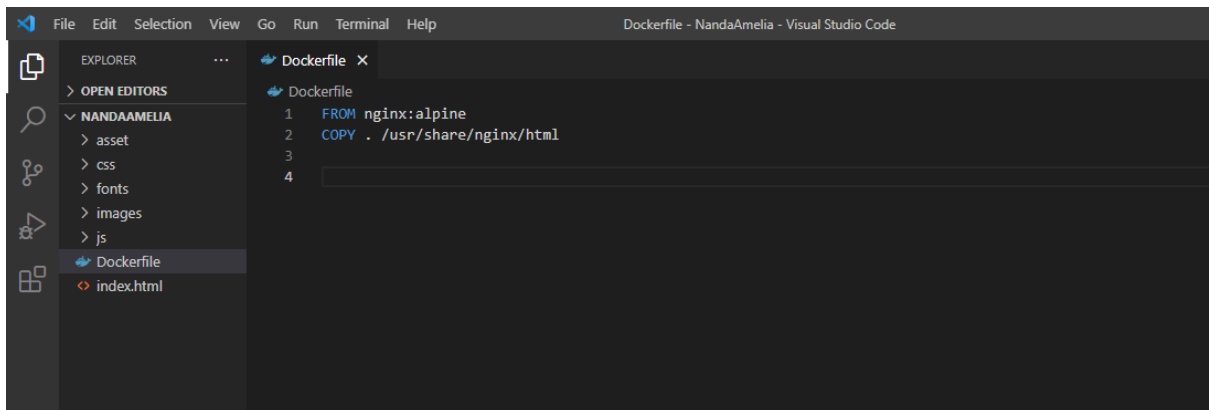 File Edit Selection View Go Run Terminal Help Dockerfile - NandaAmelia - Visual Studio Code
EXPLORER ...
> OPEN EDITORS
NANDAAMELIA
> asset
> css
> fonts
> images
> js
Dockerfile
<> index.html
Dockerfile X
Dockerfile
1 FROM nginx:alpine
2 COPY . /usr/share/nginx/html
3
4